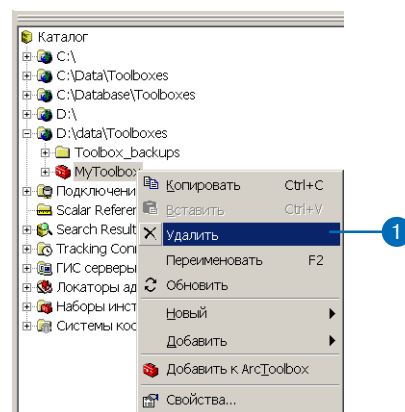 Каталог
C:\
C:\Data\Toolboxes
C:\Database\Toolboxes
D:\
D:\data\Toolboxes
Toolbox_backups
MyToolbox
Подключени
Scalar Referer
Search Result
Tracking Conn
ГИС серверы
Локаторы ад
Наборы инст
Системы коо
Копировать Ctrl+C
Вставить Ctrl+V
Удалить
Переименовать F2
Обновить
Новый
Добавить
Добавить к ArcToolbox
Свойства...
1